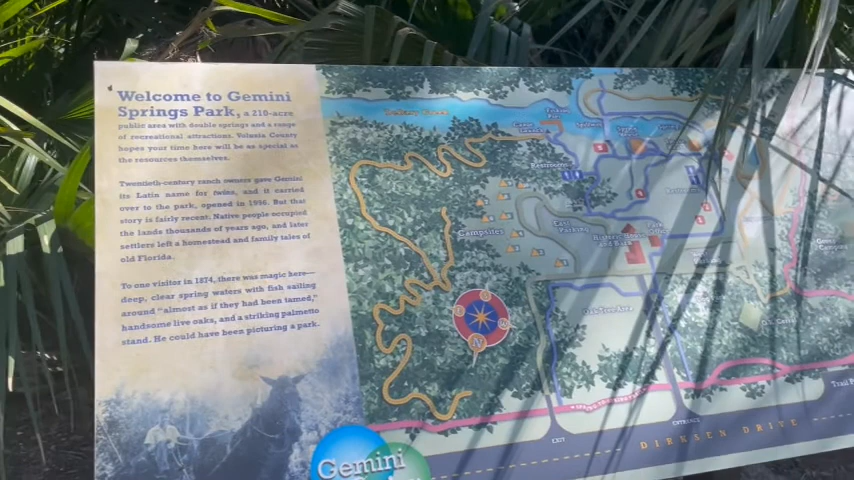 Welcome to Gemini
Springs Park, a 210-acre
public area with double springs and a range
of recreational attractions. Volusia County
hopes your time here will be as special as
the resources themselves.
Twentieth-century ranch owners gave Gemini
its Latin name for twins, and it carried
over to the park, opened in 1996. But that
story is fairly recent. Native people occupied
the lands thousands of years ago, and later
settlers left a homestead and family tales of
old Florida.
To one visitor in 1874, there was magic here—
deep, clear spring waters with fish sailing
around "almost as if they had been tamed,"
handsome live oaks, and a striking palmetto
stand. He could have been picturing a park.
Restrooms
Campsites
East
Parking
Park
Office
N
EXIT
ENTRANCE
DIRKSEN DRIVE
Gemini